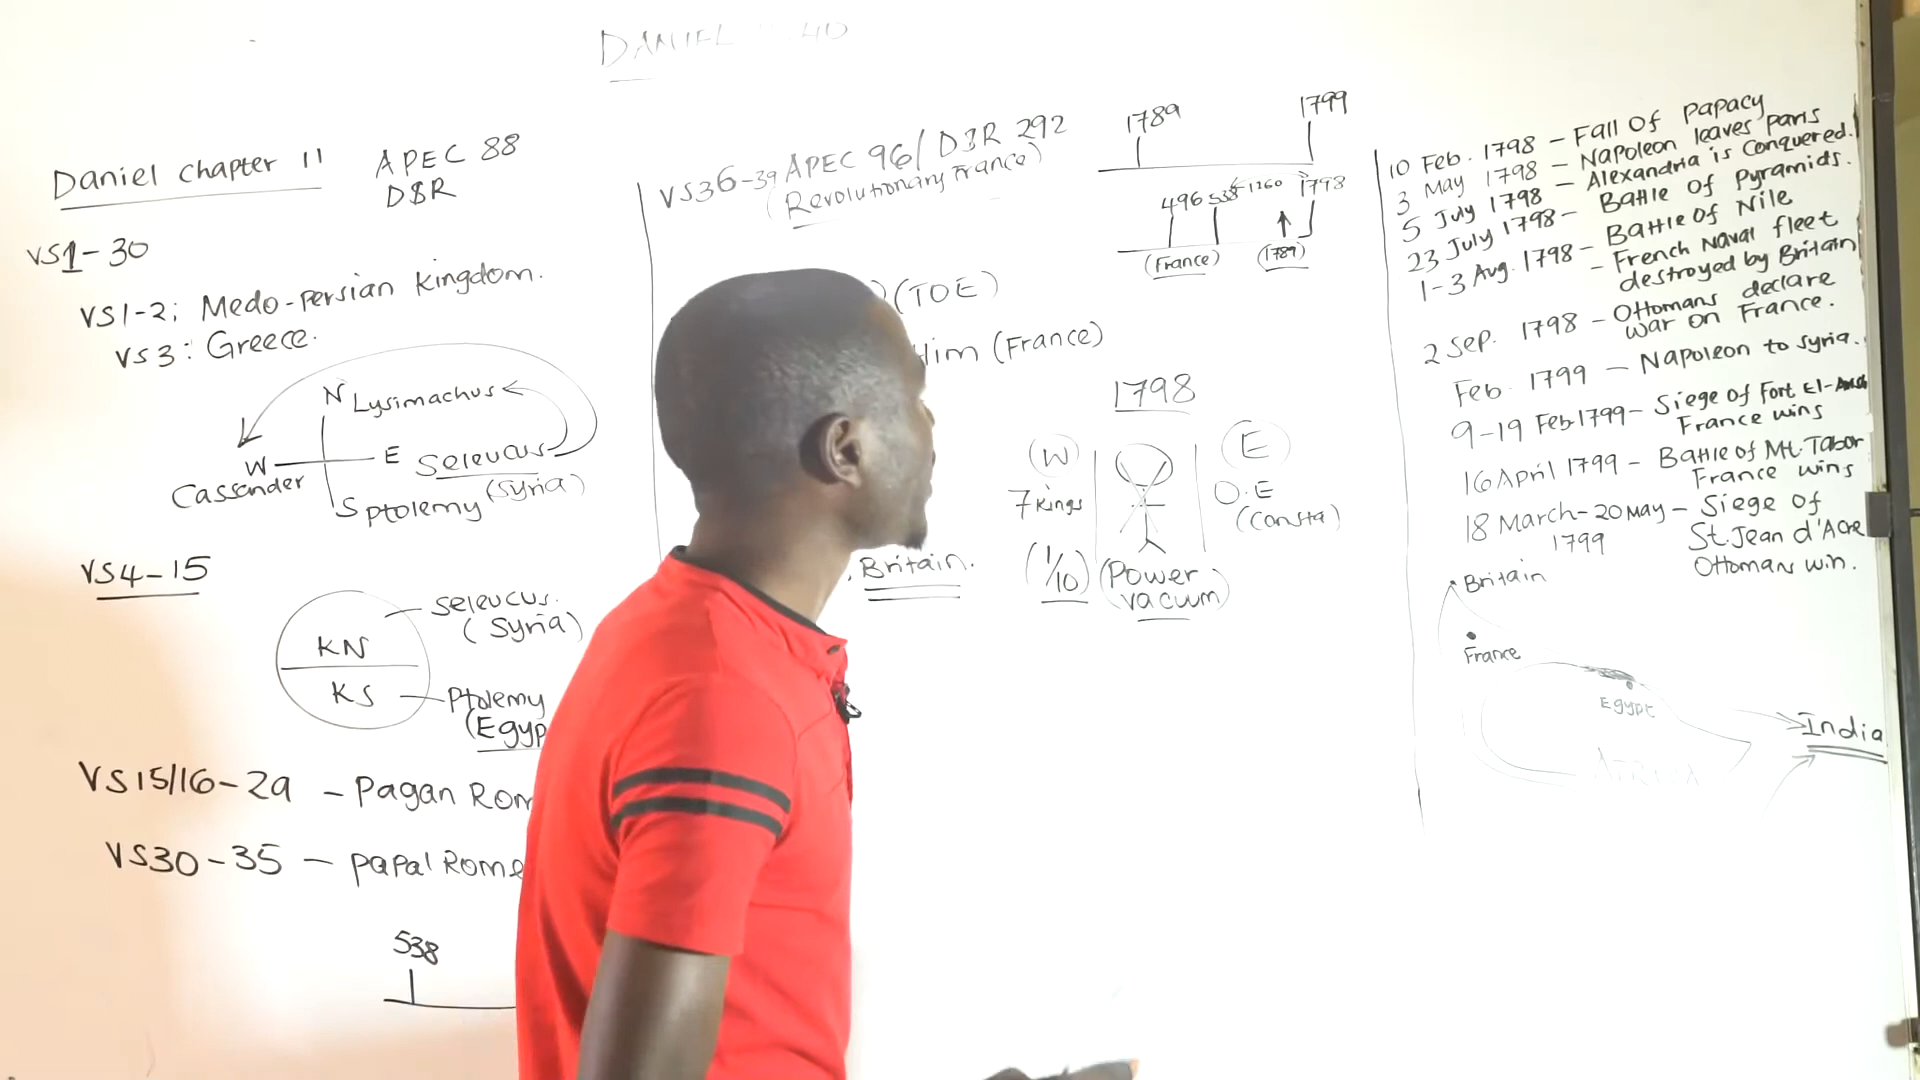 DANIEL 40
Daniel chapter 11
APEC 88
D&R
VS1-30
VS1-2; Medo-persian kingdom.
VS3: Greece.
N Lysimachus
W
E Seleucus
(Syria)
Cassander
S Ptolemy
VS4-15
KN
KS
Seleucus.
(Syria)
Ptolemy
(Egyp
VS15/16-29 - Pagan Rom
VS30-35 - papal Rome
538
VS36-39 APEC 96/ D&R 292
(Revolutionary France)
(TOE)
Him (France)
Britain.
1789
1799
496 538 1260 1798
(France) (1789)
1798
(W)
(E)
7 kings
O.E
(Consta)
(1/10)
(Power
vacuum)
10 Feb. 1798 - Fall Of Papacy
3 May 1798 - Napoleon leaves paris
5 July 1798 - Alexandria is Conquered.
23 July 1798 - Battle Of Pyramids.
1-3 Aug. 1798 - Battle Of Nile
- French Naval fleet
destroyed by Britain
2 Sep. 1798 - Ottomans declare
war on France.
Feb 1799 - Napoleon to Syria.
9-19 Feb 1799 - Siege of Fort El-
France wins
16 April 1799 - Battle of Mt. Tabor
France wins
18 March-20 May - Siege of
1799 St. Jean d'Acre
Ottomans win.
Britain
France
Egypt
India
AFRICA